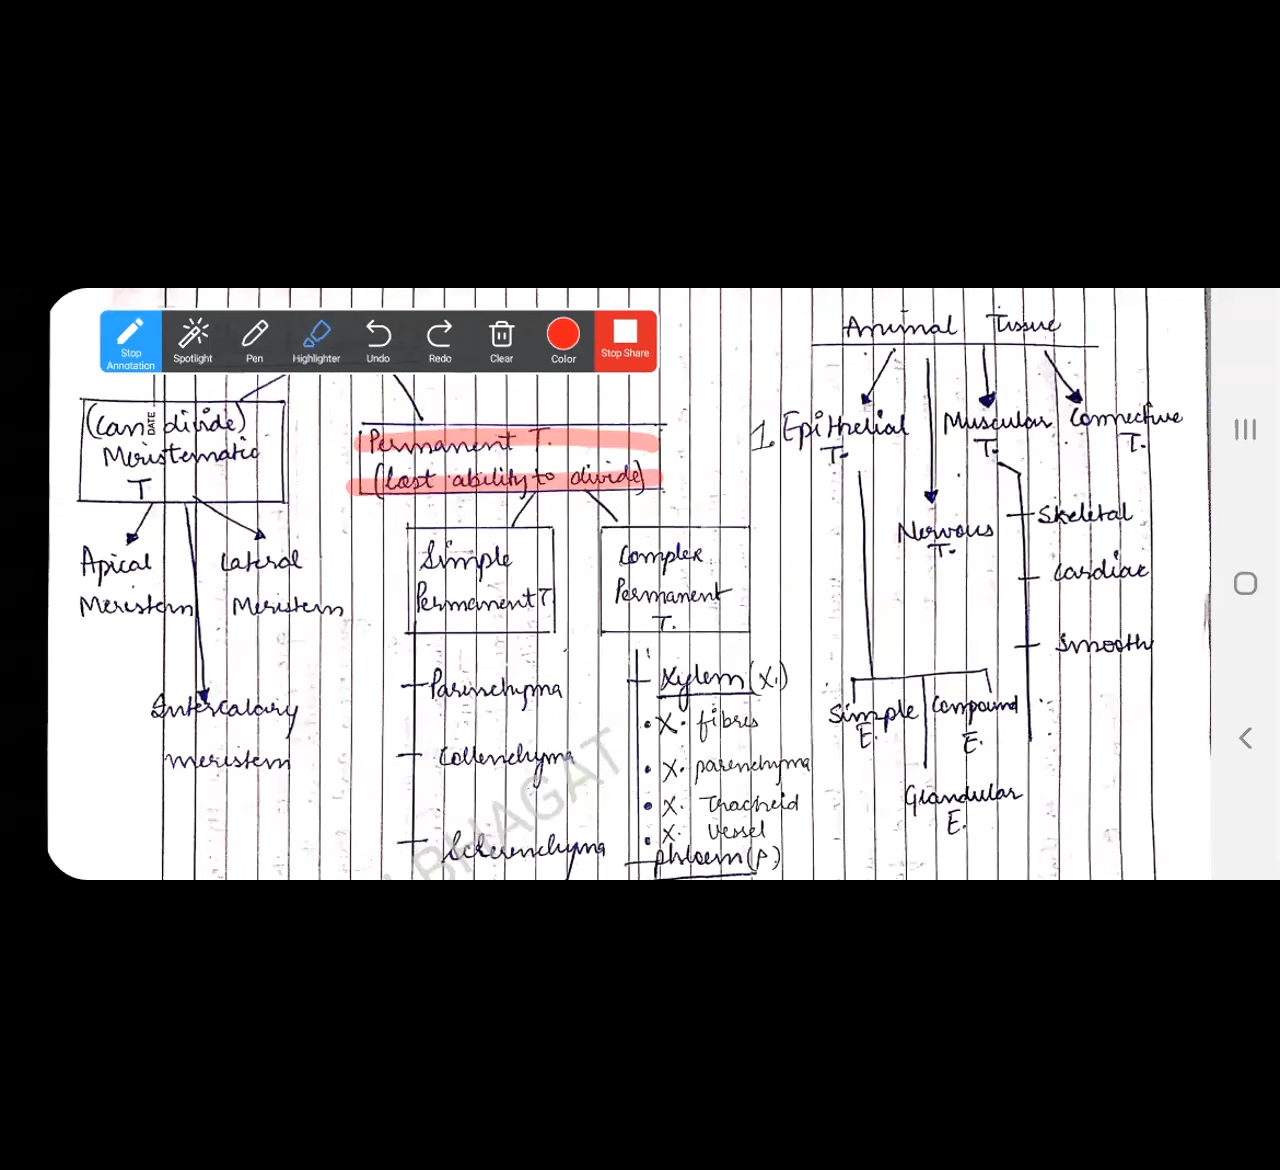 Stop
Annotation
Spotlight
Pen
Highlighter
Undo
Redo
Clear
Color
Stop Share
DATE
(Can divide)
Meristematic
T
Apical
Meristem
Lateral
Meristem
Intercalary
meristem
Permanent T.
(lost ability to divide)
Simple
Permanent T
Parenchyma
Collenchyma
Sclerenchyma
Complex
Permanent
T.
Xylem (X.)
• X. fibres
• X. parenchyma
• X. Tracheid
• X. vessel
phloem (P)
BHAGAT
Animal Tissue
1. Epithelial
T.
Nervous
T.
Muscular
T.
Connective
T.
Skeletal
Cardiac
Smooth
Simple
E.
Compound
E.
Glandular
E.